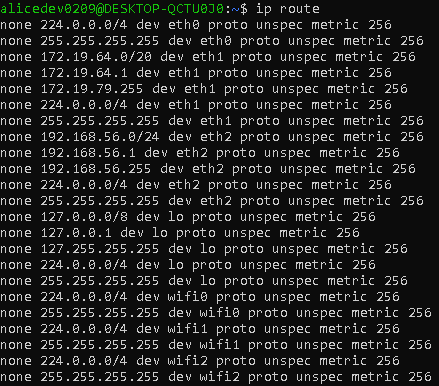 alicedev0209@DESKTOP-QCTU0J0:~$ ip route
none 224.0.0.0/4 dev eth0 proto unspec metric 256
none 255.255.255.255 dev eth0 proto unspec metric 256
none 172.19.64.0/20 dev eth1 proto unspec metric 256
none 172.19.64.1 dev eth1 proto unspec metric 256
none 172.19.79.255 dev eth1 proto unspec metric 256
none 224.0.0.0/4 dev eth1 proto unspec metric 256
none 255.255.255.255 dev eth1 proto unspec metric 256
none 192.168.56.0/24 dev eth2 proto unspec metric 256
none 192.168.56.1 dev eth2 proto unspec metric 256
none 192.168.56.255 dev eth2 proto unspec metric 256
none 224.0.0.0/4 dev eth2 proto unspec metric 256
none 255.255.255.255 dev eth2 proto unspec metric 256
none 127.0.0.0/8 dev lo proto unspec metric 256
none 127.0.0.1 dev lo proto unspec metric 256
none 127.255.255.255 dev lo proto unspec metric 256
none 224.0.0.0/4 dev lo proto unspec metric 256
none 255.255.255.255 dev lo proto unspec metric 256
none 224.0.0.0/4 dev wifi0 proto unspec metric 256
none 255.255.255.255 dev wifi0 proto unspec metric 256
none 224.0.0.0/4 dev wifi1 proto unspec metric 256
none 255.255.255.255 dev wifi1 proto unspec metric 256
none 224.0.0.0/4 dev wifi2 proto unspec metric 256
none 255.255.255.255 dev wifi2 proto unspec metric 256